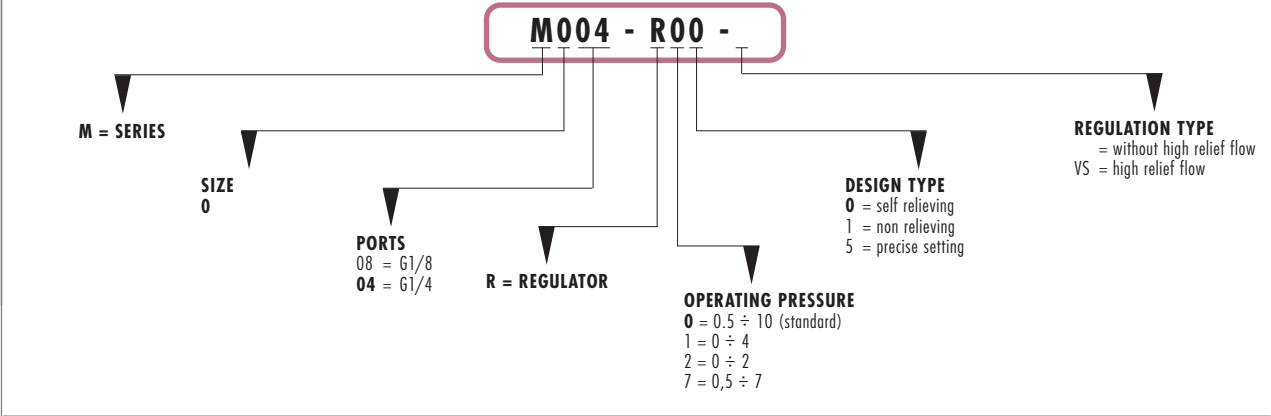 M004 - R00 -
M = SERIES
SIZE
0
PORTS
08 = G1/8
04 = G1/4
R = REGULATOR
OPERATING PRESSURE
0 = 0.5 ÷ 10 (standard)
1 = 0 ÷ 4
2 = 0 ÷ 2
7 = 0,5 ÷ 7
DESIGN TYPE
0 = self relieving
1 = non relieving
5 = precise setting
REGULATION TYPE
= without high relief flow
VS = high relief flow